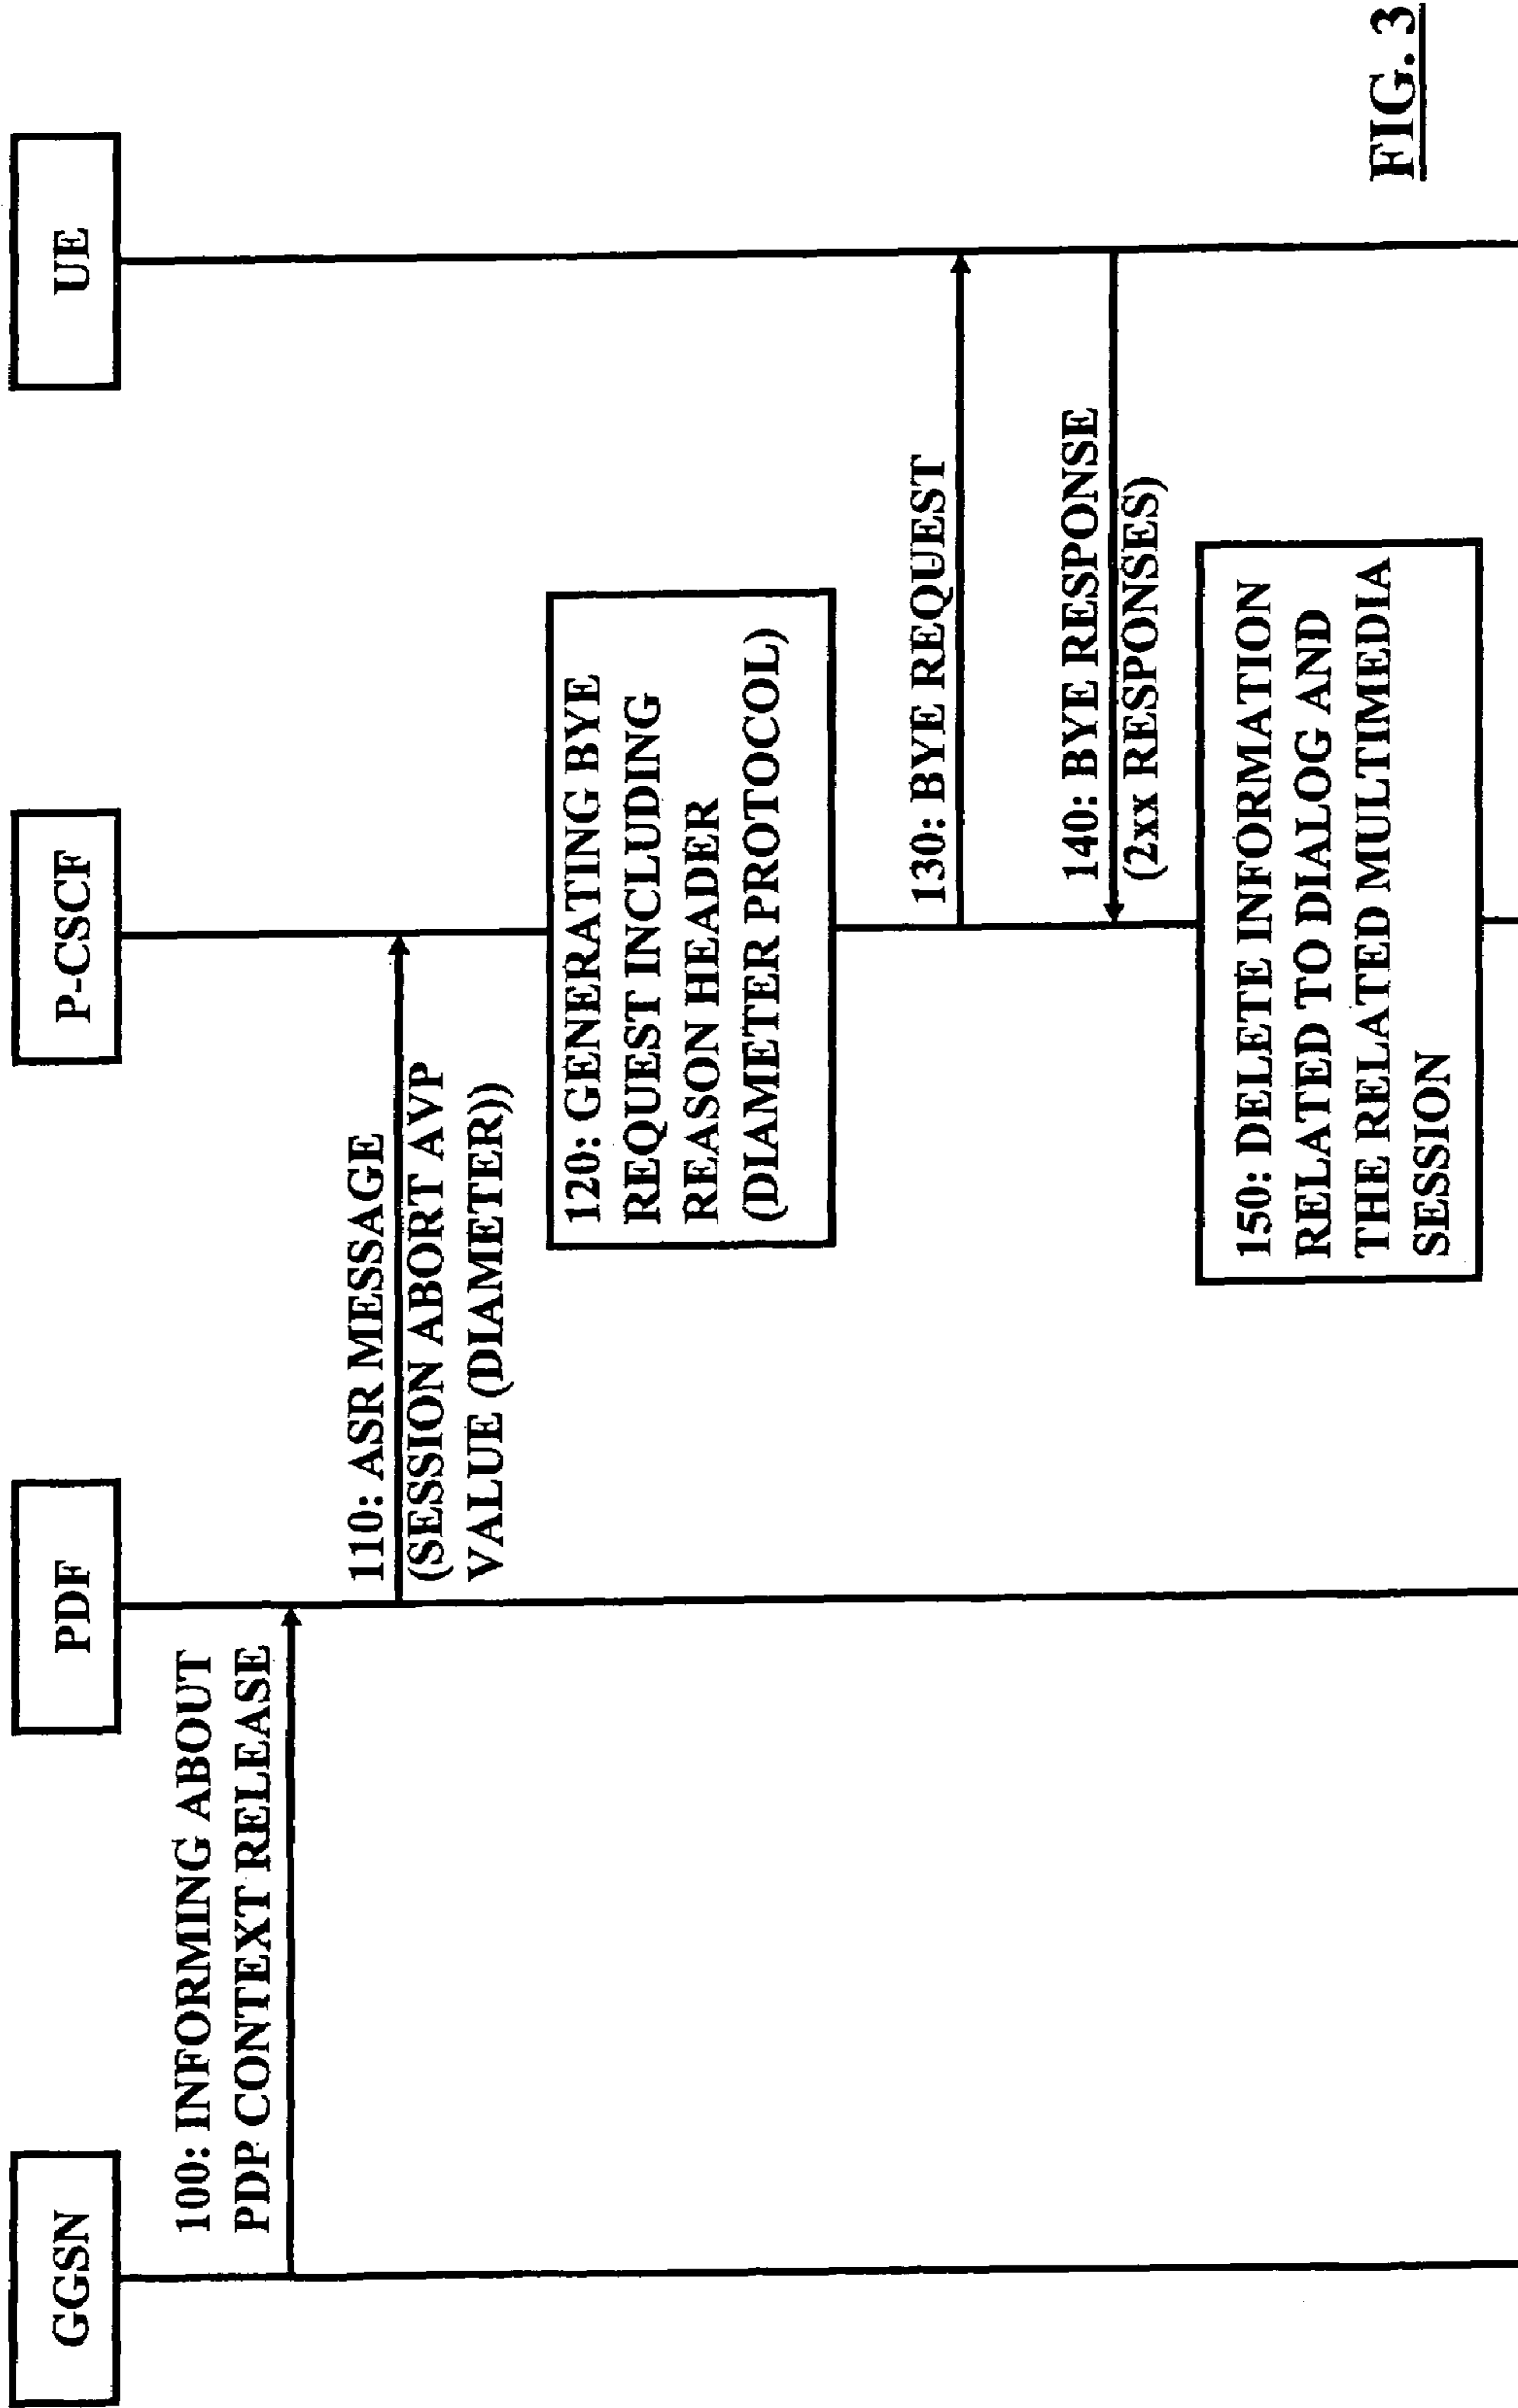 GGSN
PDF
P-CSCF
UE
100: INFORMING ABOUT
PDP CONTEXT RELEASE
110: ASR MESSAGE
(SESSION ABORT AVP
VALUE (DIAMETER))
120: GENERATING BYE
REQUEST INCLUDING
REASON HEADER
(DIAMETER PROTOCOL)
130: BYE REQUEST
140: BYE RESPONSE
(2xx RESPONSES)
150: DELETE INFORMATION
RELATED TO DIALOG AND
THE RELATED MULTIMEDIA
SESSION
FIG. 3